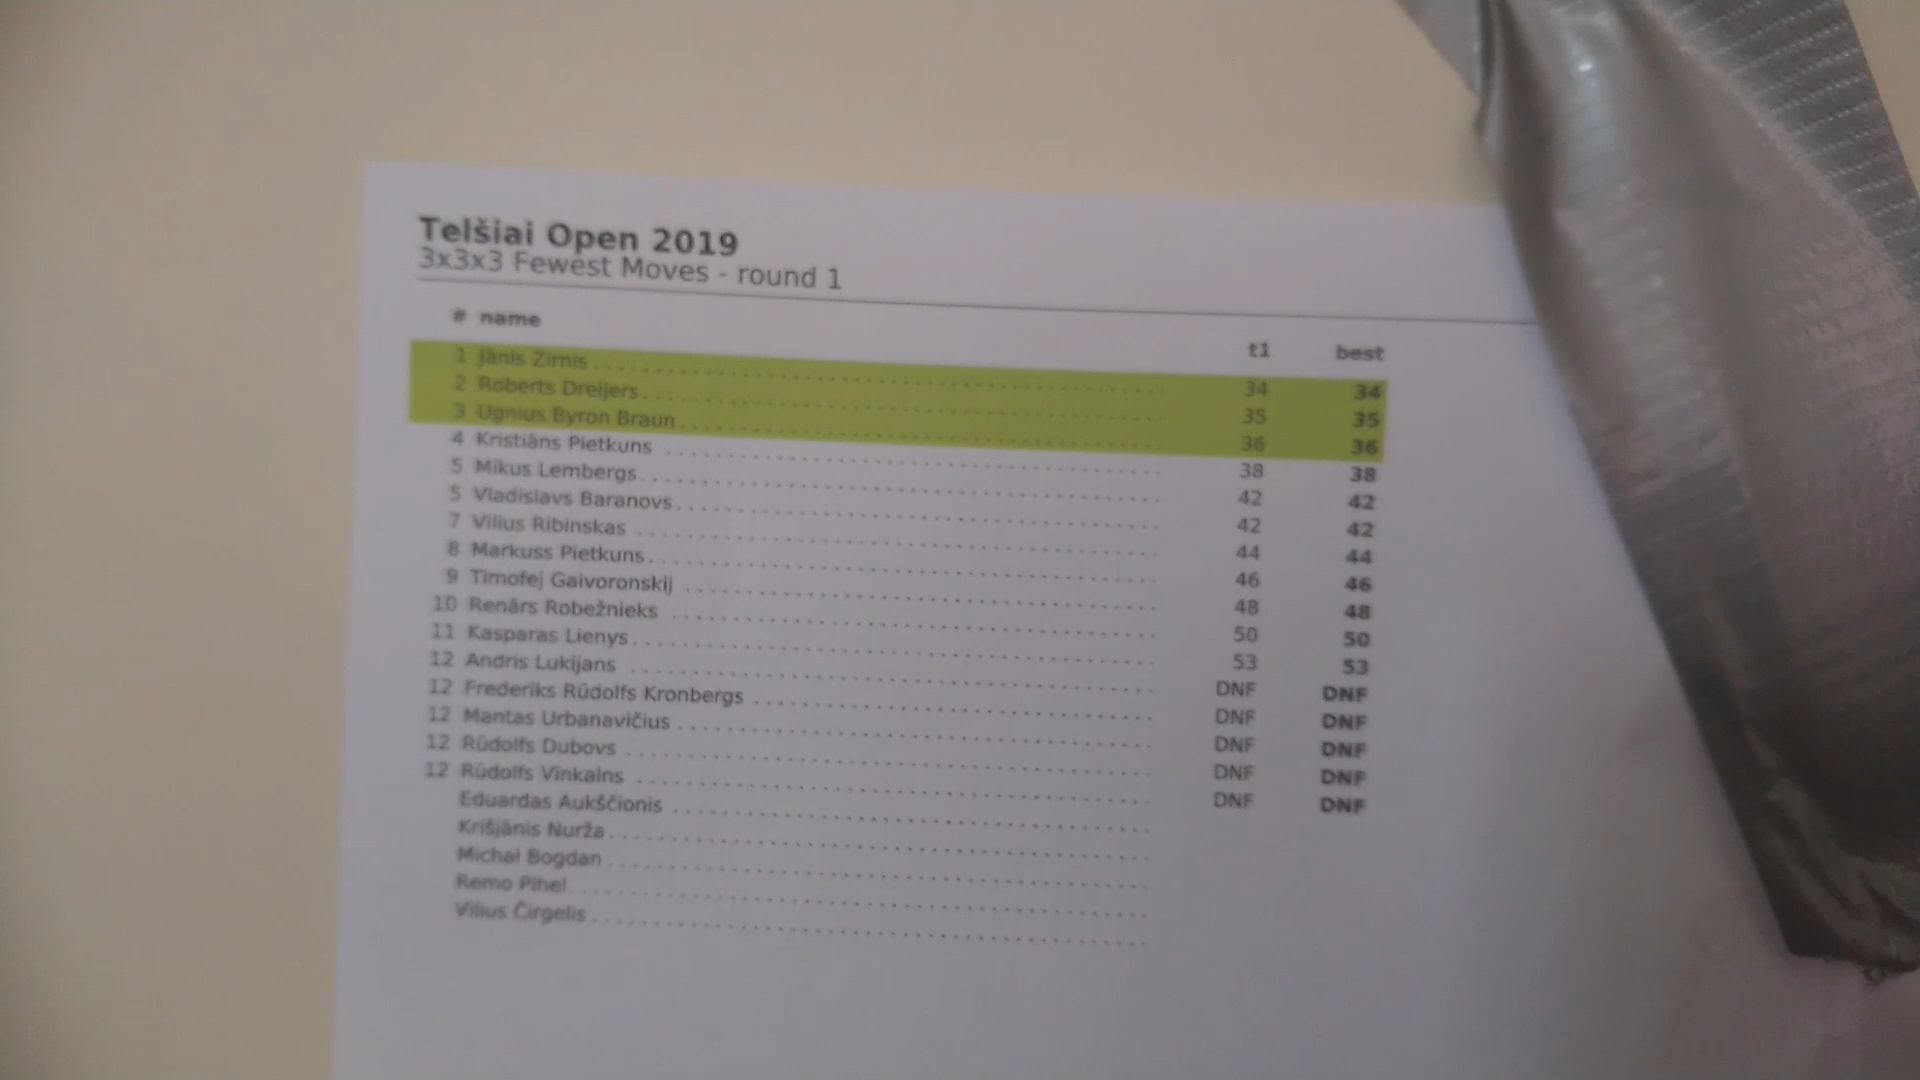 Telšiai Open 2019
3x3x3 Fewest Moves - round 1
# name t1 best
1 Jānis Zirnis 34 34
2 Roberts Dreijers 35 35
3 Ugnius Byron Braun 36 36
4 Kristiāns Pietkuns 38 38
5 Mikus Lembergs 42 42
5 Vladislavs Baranovs 42 42
7 Vilius Ribinskas 44 44
8 Markuss Pietkuns 46 46
9 Timofej Gaivoronskij 48 48
10 Renārs Robežnieks 50 50
11 Kasparas Lienys 53 53
12 Andris Lukijans DNF DNF
12 Frederiks Rūdolfs Kronbergs DNF DNF
12 Mantas Urbanavičius DNF DNF
12 Rūdolfs Dubovs DNF DNF
12 Rūdolfs Vinkalns DNF DNF
Eduardas Aukščionis
Krišjānis Nurža
Michał Bogdan
Remo Pihel
Vilius Čirgelis